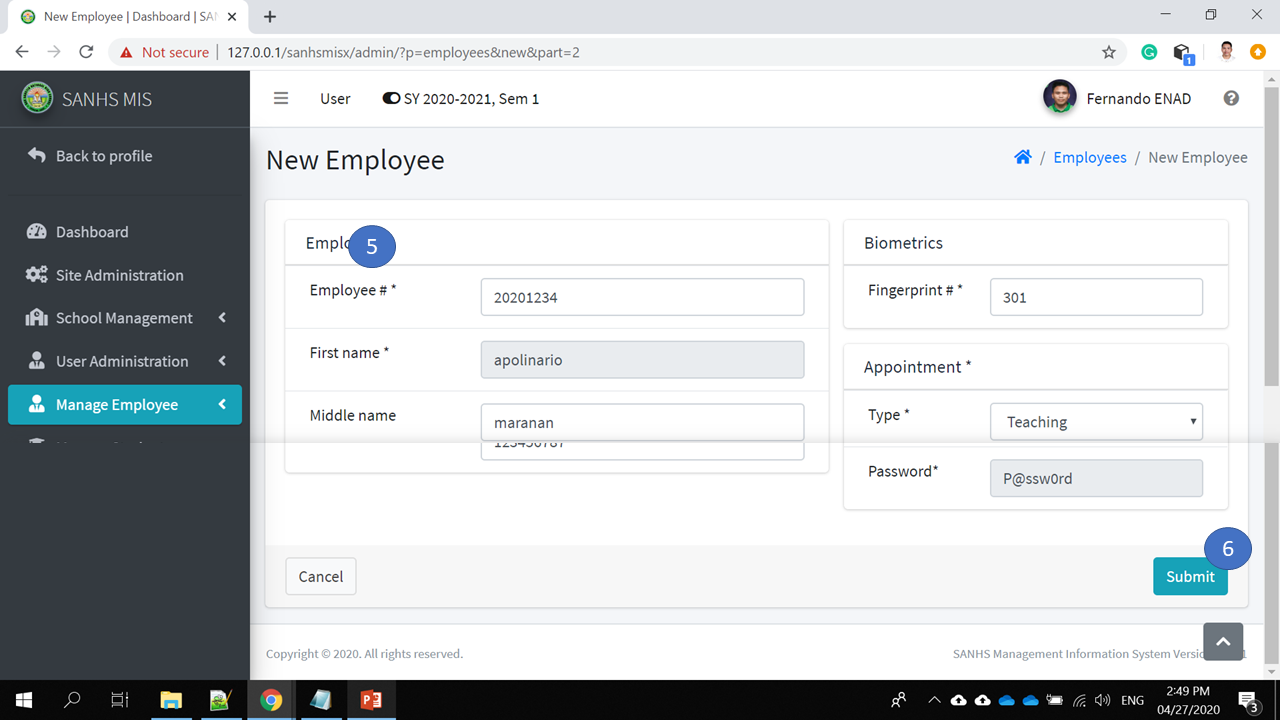 New Employee | Dashboard | SAN
Not secure | 127.0.0.1/sanhsmisx/admin/?p=employees&new&part=2
1
SANHS MIS
User
SY 2020-2021, Sem 1
Fernando ENAD
Back to profile
New Employee
/ Employees / New Employee
Dashboard
Site Administration
School Management
User Administration
Manage Employee
Emplo
5
Employee # *
20201234
First name *
apolinario
Middle name
maranan
Biometrics
Fingerprint # *
301
Appointment *
Type *
Teaching
Password*
P@ssw0rd
6
Cancel
Submit
Copyright © 2020. All rights reserved.
SANHS Management Information System Versi
ENG
2:49 PM
04/27/2020
3